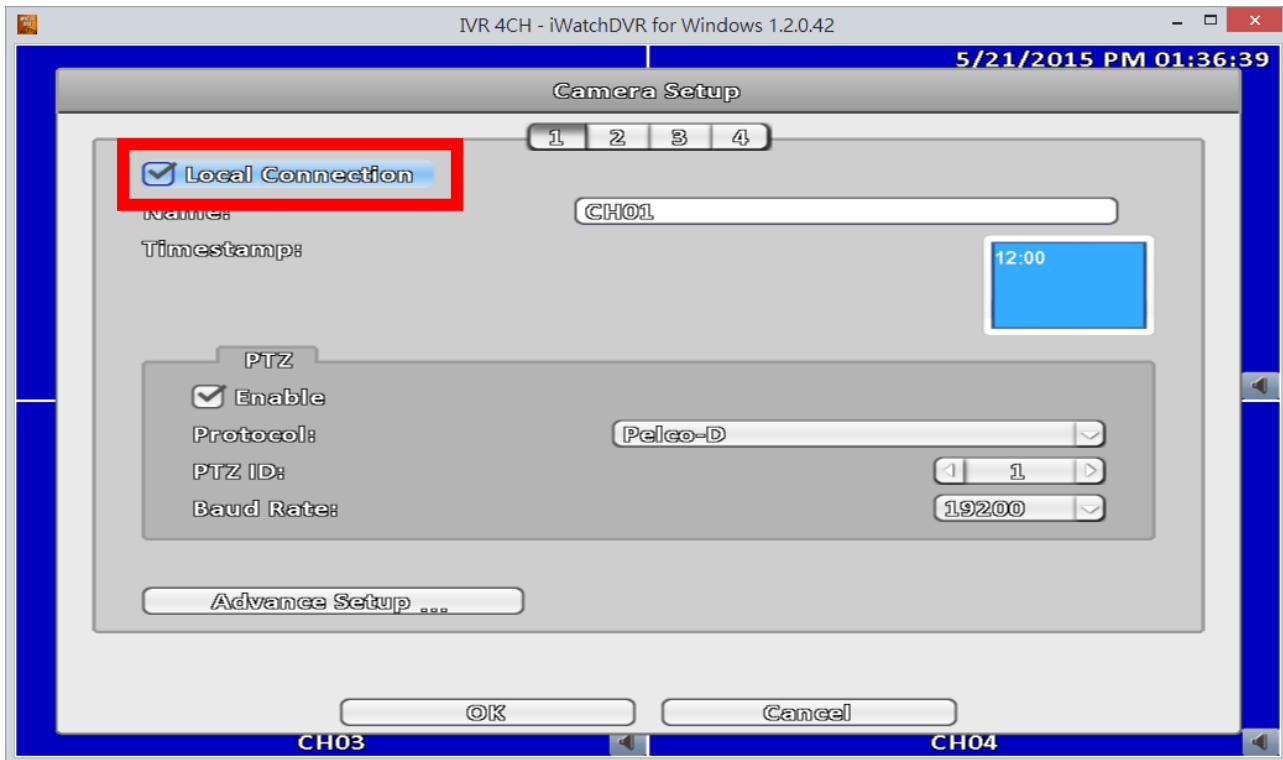 IVR 4CH - iWatchDVR for Windows 1.2.0.42
5/21/2015 PM 01:36:39
Camera Setup
1 2 3 4
Local Connection
Name: CH01
Timestamp: 12:00
PTZ
Enable
Protocol: Pelco-D
PTZ ID: 1
Baud Rate: 19200
Advance Setup ...
OK Cancel
CH03 CH04